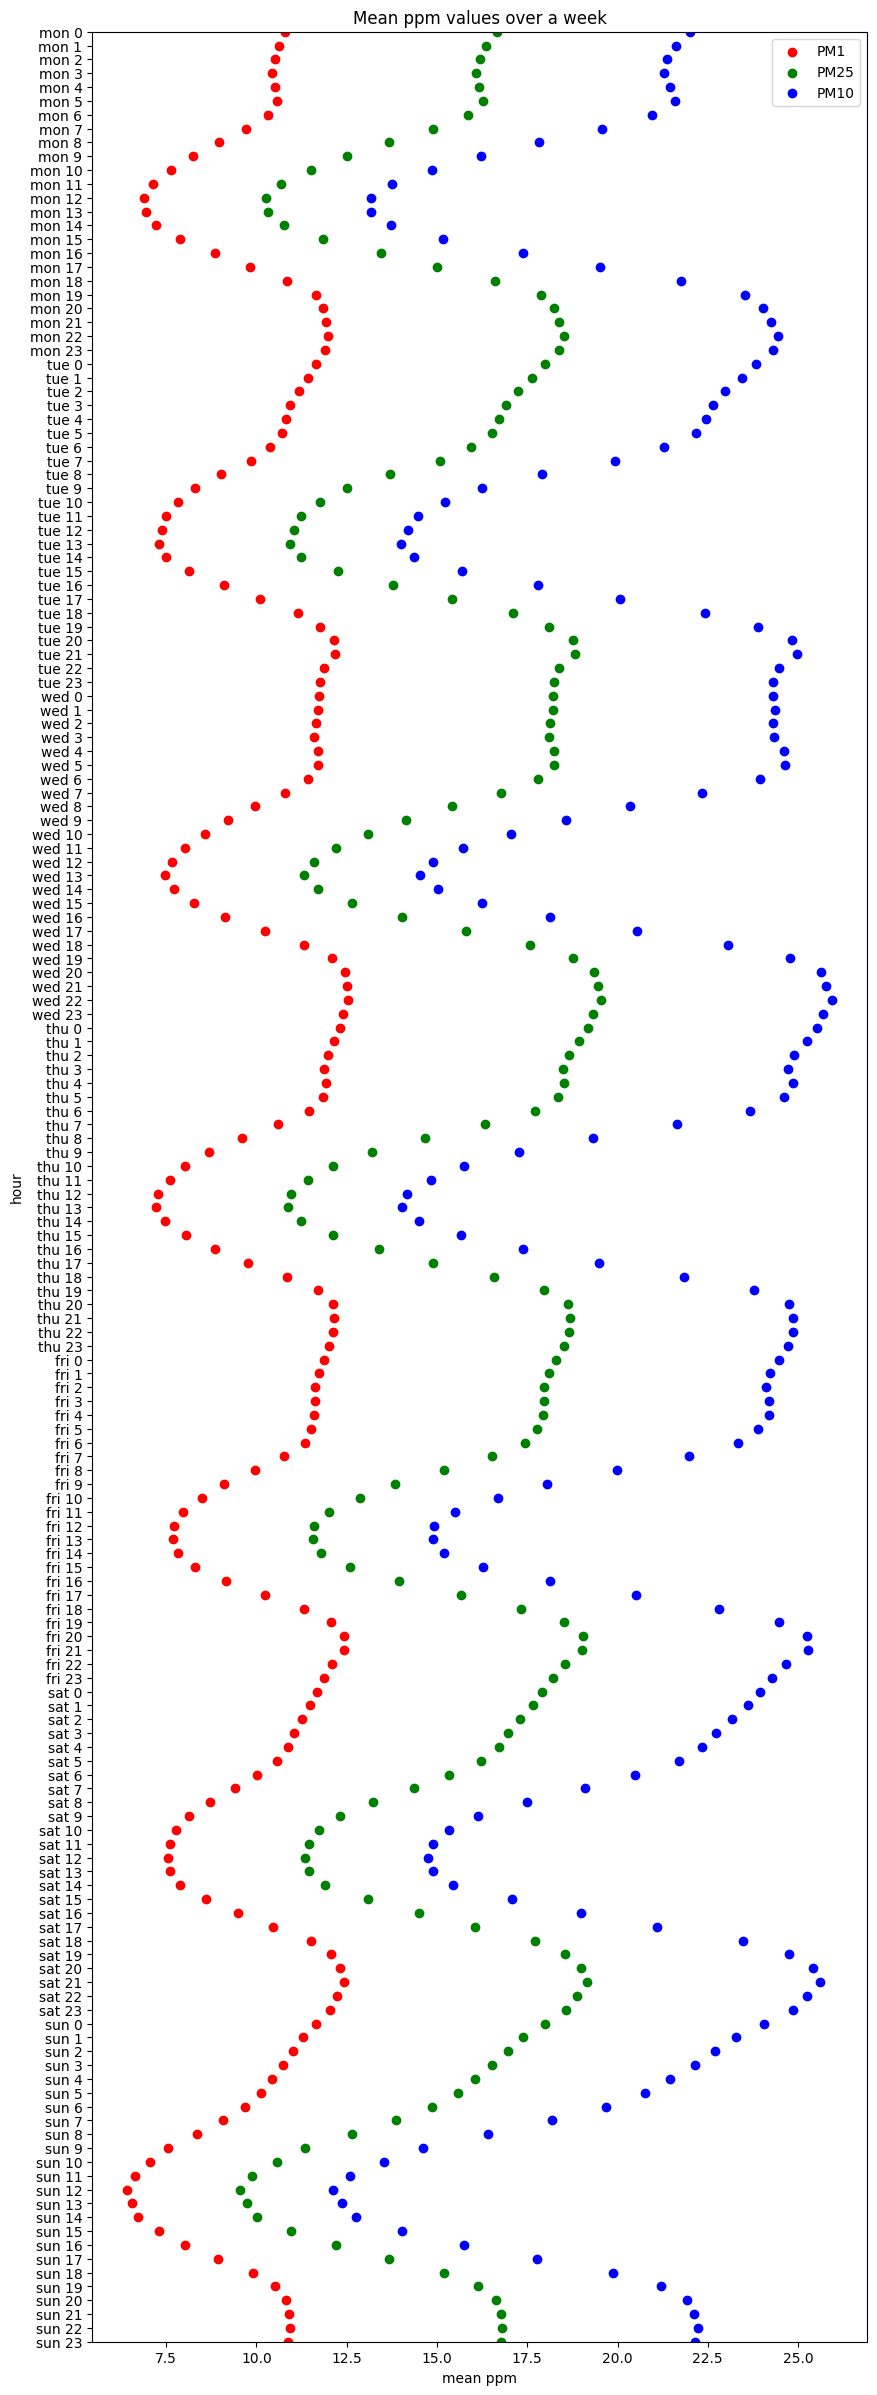 Mean ppm values over a week
PM1
PM25
PM10
mon 0
mon 1
mon 2
mon 3
mon 4
mon 5
mon 6
mon 7
mon 8
mon 9
mon 10
mon 11
mon 12
mon 13
mon 14
mon 15
mon 16
mon 17
mon 18
mon 19
mon 20
mon 21
mon 22
mon 23
tue 0
tue 1
tue 2
tue 3
tue 4
tue 5
tue 6
tue 7
tue 8
tue 9
tue 10
tue 11
tue 12
tue 13
tue 14
tue 15
tue 16
tue 17
tue 18
tue 19
tue 20
tue 21
tue 22
tue 23
wed 0
wed 1
wed 2
wed 3
wed 4
wed 5
wed 6
wed 7
wed 8
wed 9
wed 10
wed 11
wed 12
wed 13
wed 14
wed 15
wed 16
wed 17
wed 18
wed 19
wed 20
wed 21
wed 22
wed 23
thu 0
thu 1
thu 2
thu 3
thu 4
thu 5
thu 6
thu 7
thu 8
thu 9
thu 10
thu 11
thu 12
thu 13
thu 14
thu 15
thu 16
thu 17
thu 18
thu 19
thu 20
thu 21
thu 22
thu 23
fri 0
fri 1
fri 2
fri 3
fri 4
fri 5
fri 6
fri 7
fri 8
fri 9
fri 10
fri 11
fri 12
fri 13
fri 14
fri 15
fri 16
fri 17
fri 18
fri 19
fri 20
fri 21
fri 22
fri 23
sat 0
sat 1
sat 2
sat 3
sat 4
sat 5
sat 6
sat 7
sat 8
sat 9
sat 10
sat 11
sat 12
sat 13
sat 14
sat 15
sat 16
sat 17
sat 18
sat 19
sat 20
sat 21
sat 22
sat 23
sun 0
sun 1
sun 2
sun 3
sun 4
sun 5
sun 6
sun 7
sun 8
sun 9
sun 10
sun 11
sun 12
sun 13
sun 14
sun 15
sun 16
sun 17
sun 18
sun 19
sun 20
sun 21
sun 22
sun 23
hour
7.5 10.0 12.5 15.0 17.5 20.0 22.5 25.0
mean ppm